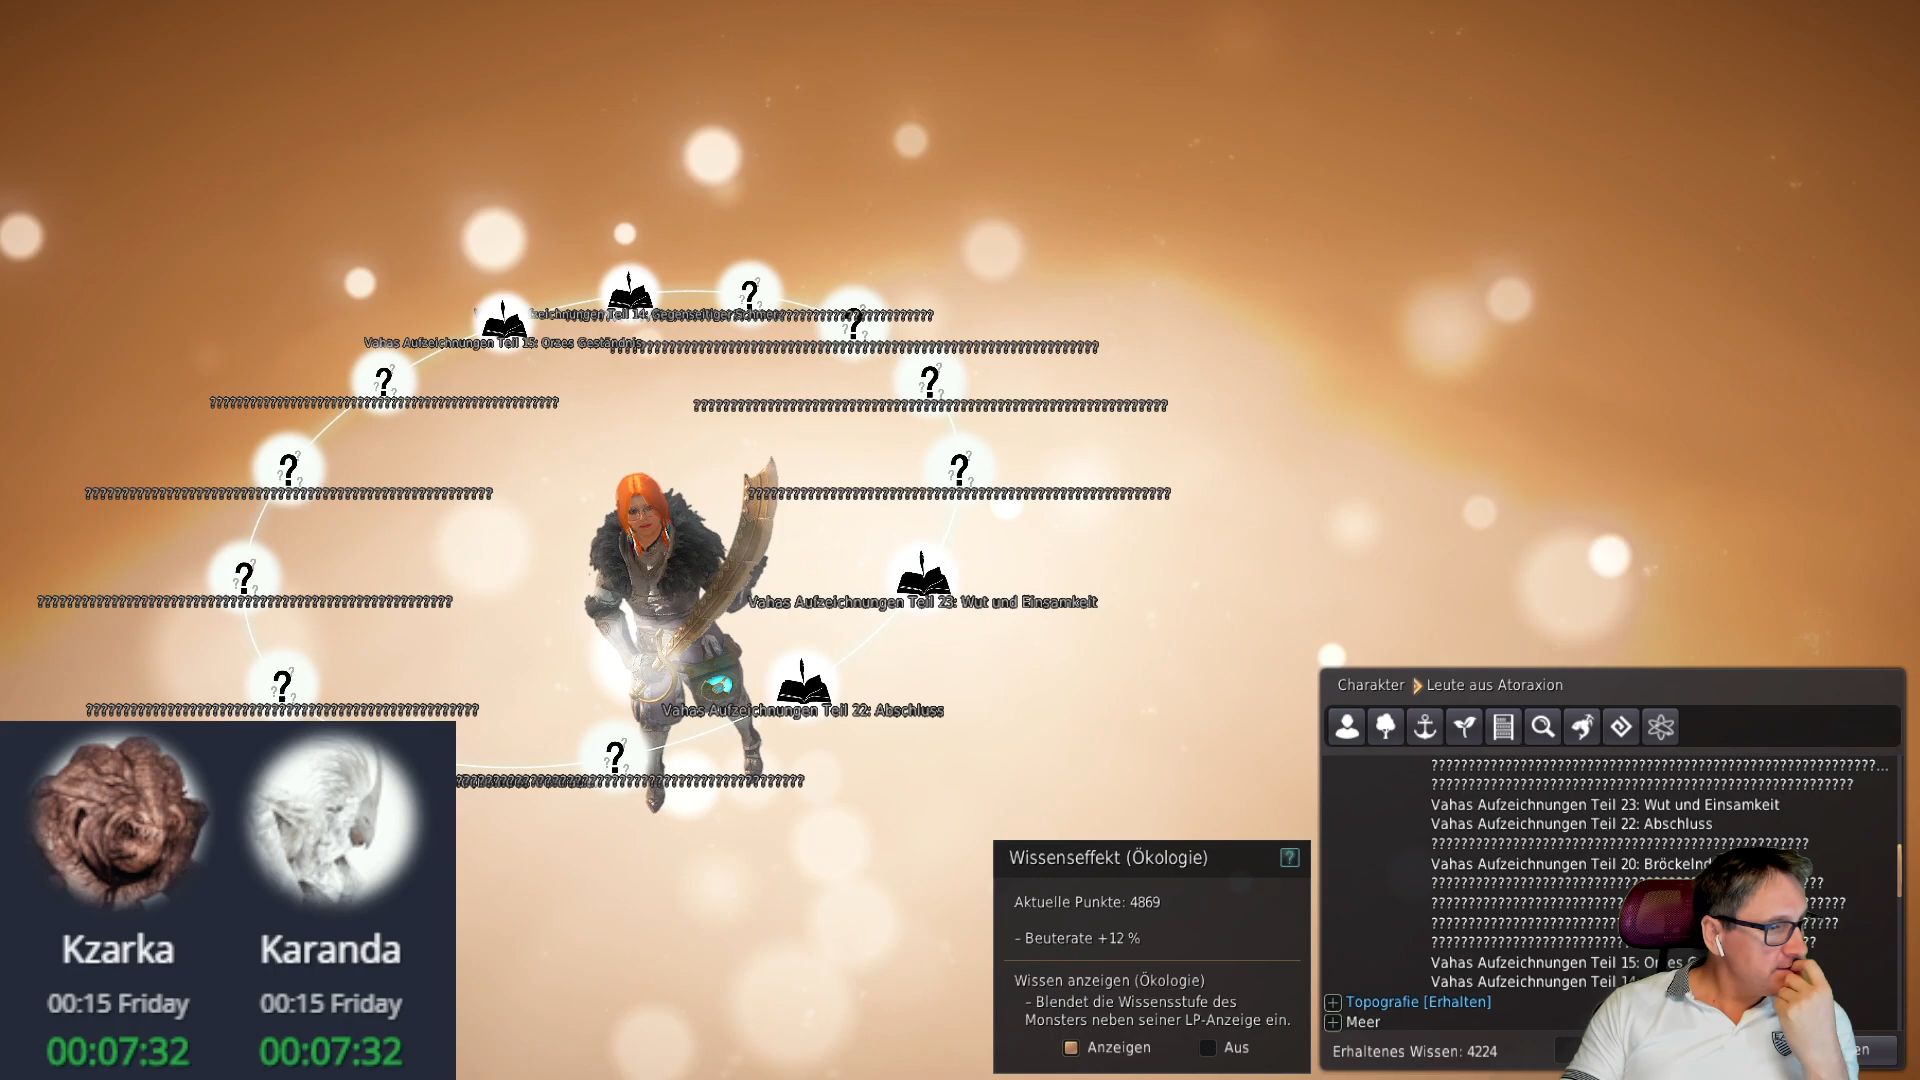 zeichnungen Teil 14: Gegenseitiger Schmerz
Vahas Aufzeichnungen Teil 15: Orzes Geständnis
Vahas Aufzeichnungen Teil 23: Wut und Einsamkeit
Vahas Aufzeichnungen Teil 22: Abschluss
Kzarka
Karanda
00:15 Friday
00:15 Friday
00:07:32
00:07:32
Wissenseffekt (Ökologie)
?
Aktuelle Punkte: 4869
– Beuterate +12 %
Wissen anzeigen (Ökologie)
– Blendet die Wissensstufe des
Monsters neben seiner LP-Anzeige ein.
Anzeigen
Aus
Charakter
Leute aus Atoraxion
Vahas Aufzeichnungen Teil 23: Wut und Einsamkeit
Vahas Aufzeichnungen Teil 22: Abschluss
Vahas Aufzeichnungen Teil 20: Bröckelnd
Vahas Aufzeichnungen Teil 15:
Vahas Aufzeichnungen Teil
Topografie [Erhalten]
Meer
Erhaltenes Wissen: 4224
en